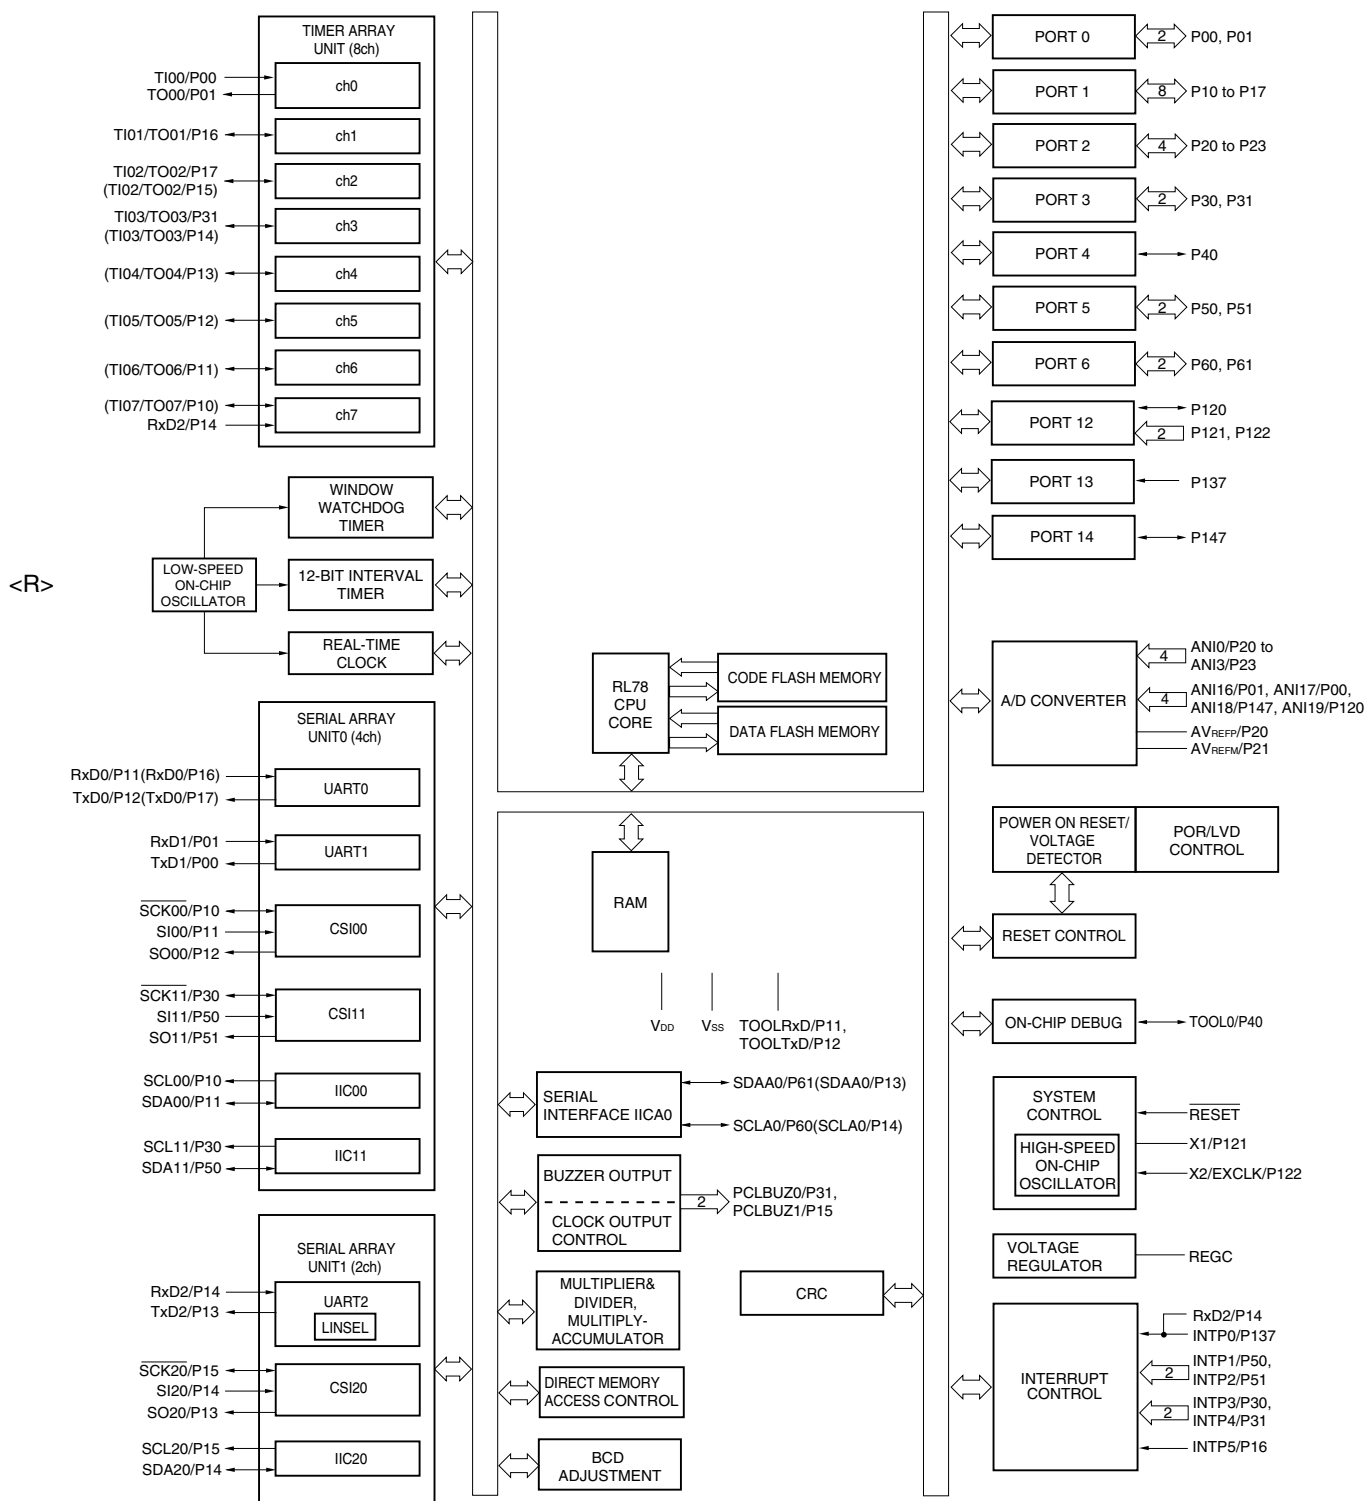 TIMER ARRAY
UNIT (8ch)
TI00/P00
TO00/P01
ch0
TI01/TO01/P16
ch1
TI02/TO02/P17
(TI02/TO02/P15)
ch2
TI03/TO03/P31
(TI03/TO03/P14)
ch3
(TI04/TO04/P13)
ch4
(TI05/TO05/P12)
ch5
(TI06/TO06/P11)
ch6
(TI07/TO07/P10)
RxD2/P14
ch7
WINDOW
WATCHDOG
TIMER
<R>
LOW-SPEED
ON-CHIP
OSCILLATOR
12-BIT INTERVAL
TIMER
REAL-TIME
CLOCK
SERIAL ARRAY
UNIT0 (4ch)
RxD0/P11(RxD0/P16)
TxD0/P12(TxD0/P17)
UART0
RxD1/P01
TxD1/P00
UART1
SCK00/P10
SI00/P11
SO00/P12
CSI00
SCK11/P30
SI11/P50
SO11/P51
CSI11
SCL00/P10
SDA00/P11
IIC00
SCL11/P30
SDA11/P50
IIC11
SERIAL ARRAY
UNIT1 (2ch)
RxD2/P14
TxD2/P13
UART2
LINSEL
SCK20/P15
SI20/P14
SO20/P13
CSI20
SCL20/P15
SDA20/P14
IIC20
RL78
CPU
CORE
CODE FLASH MEMORY
DATA FLASH MEMORY
RAM
VDD
VSS
TOOLRxD/P11,
TOOLTxD/P12
SERIAL
INTERFACE IICA0
SDAA0/P61(SDAA0/P13)
SCLA0/P60(SCLA0/P14)
BUZZER OUTPUT
CLOCK OUTPUT
CONTROL
2
PCLBUZ0/P31,
PCLBUZ1/P15
MULTIPLIER&
DIVIDER,
MULITIPLY-
ACCUMULATOR
CRC
DIRECT MEMORY
ACCESS CONTROL
BCD
ADJUSTMENT
PORT 0
2
P00, P01
PORT 1
8
P10 to P17
PORT 2
4
P20 to P23
PORT 3
2
P30, P31
PORT 4
P40
PORT 5
2
P50, P51
PORT 6
2
P60, P61
PORT 12
P120
2
P121, P122
PORT 13
P137
PORT 14
P147
A/D CONVERTER
4
ANI0/P20 to
ANI3/P23
4
ANI16/P01, ANI17/P00,
ANI18/P147, ANI19/P120
AVREFP/P20
AVREFM/P21
POWER ON RESET/
VOLTAGE
DETECTOR
POR/LVD
CONTROL
RESET CONTROL
ON-CHIP DEBUG
TOOL0/P40
SYSTEM
CONTROL
HIGH-SPEED
ON-CHIP
OSCILLATOR
RESET
X1/P121
X2/EXCLK/P122
VOLTAGE
REGULATOR
REGC
INTERRUPT
CONTROL
RxD2/P14
INTP0/P137
2
INTP1/P50,
INTP2/P51
2
INTP3/P30,
INTP4/P31
INTP5/P16